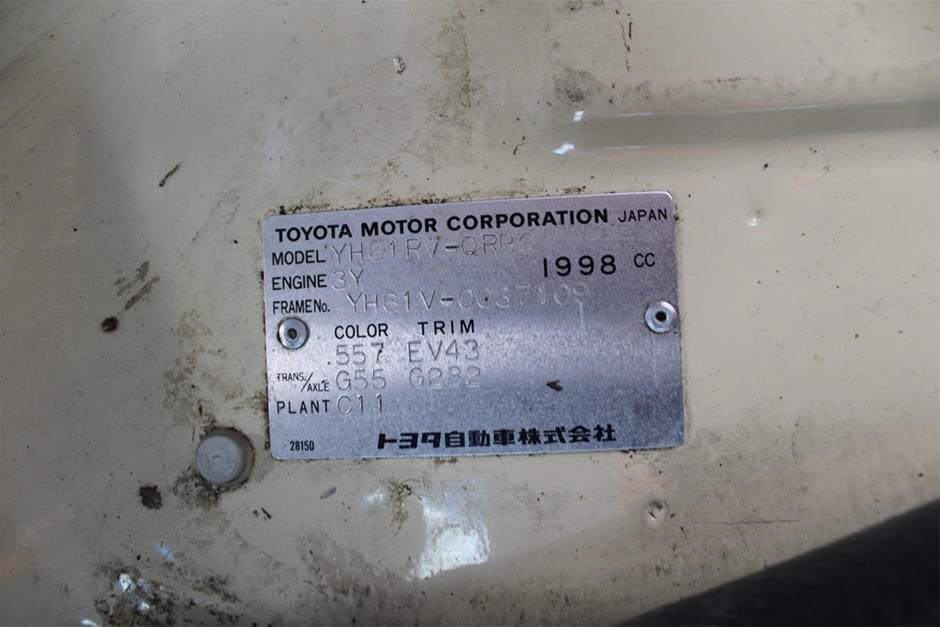 TOYOTA MOTOR CORPORATION JAPAN
MODEL YH61RV-QRBC
ENGINE 3Y 1998 CC
FRAME No. YH61V-0037109
COLOR TRIM
557 EV43
TRANS./AXLE G55 G282
PLANT C11
28150 トヨタ自動車株式会社